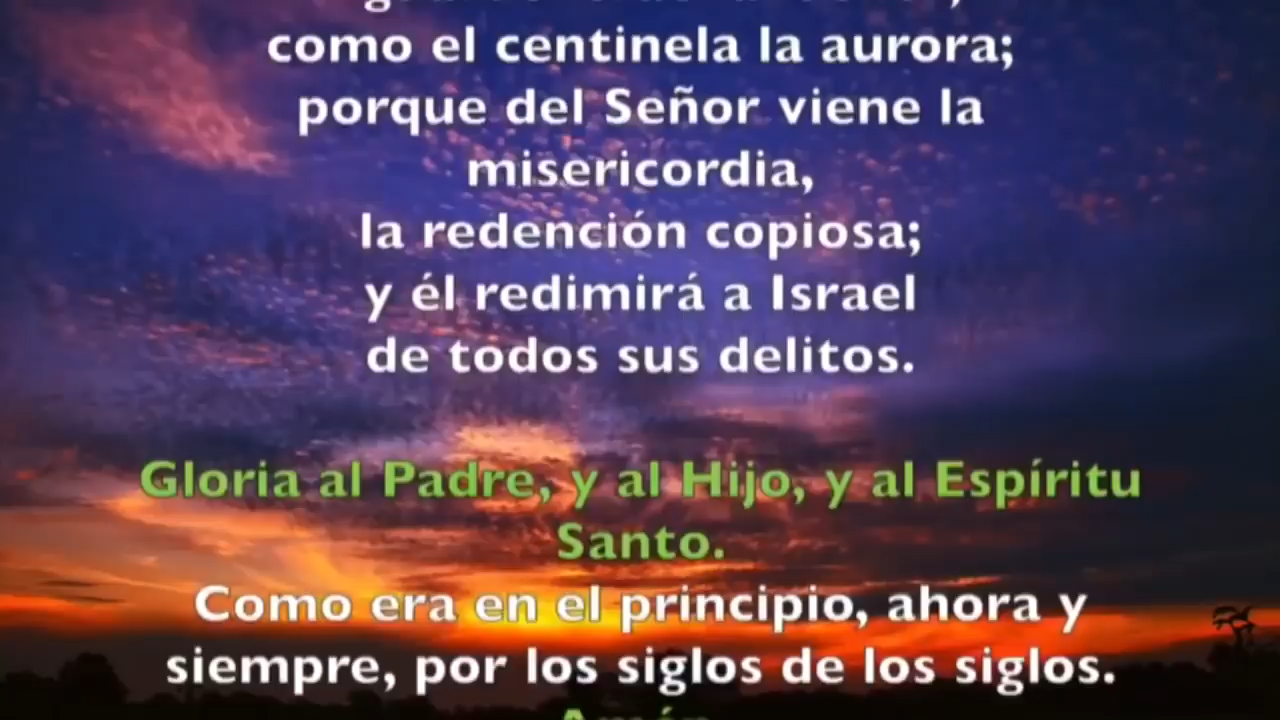 como el centinela la aurora;
porque del Señor viene la
misericordia,
la redención copiosa;
y él redimirá a Israel
de todos sus delitos.
Gloria al Padre, y al Hijo, y al Espíritu
Santo.
Como era en el principio, ahora y
siempre, por los siglos de los siglos.
Amén